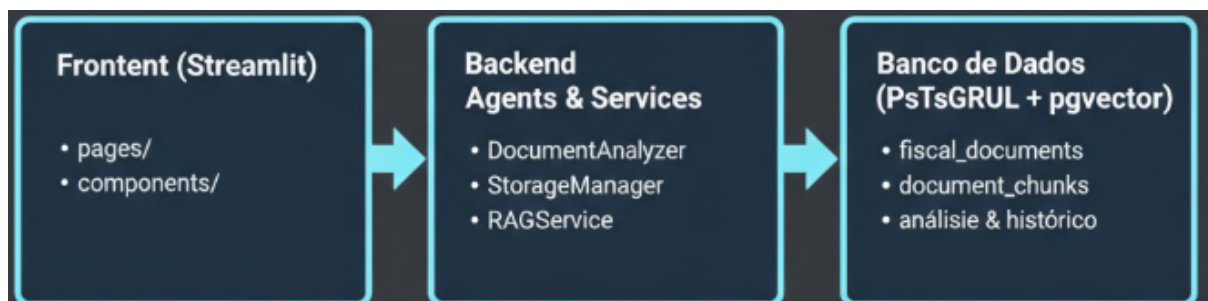 Frontent (Streamlit)
• pages/
• components/
Backend
Agents & Services
• DocumentAnalyzer
• StorageManager
• RAGService
Banco de Dados
(PsTsGRUL + pgvector)
• fiscal_documents
• document_chunks
• análisie & histórico